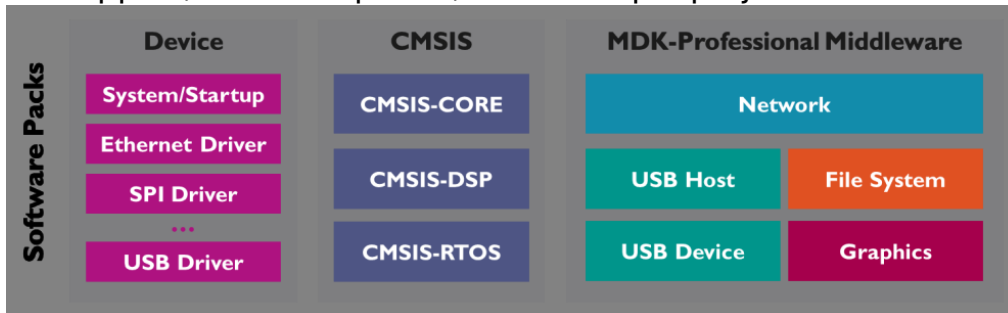 Software Packs
Device
System/Startup
Ethernet Driver
SPI Driver
...
USB Driver
CMSIS
CMSIS-CORE
CMSIS-DSP
CMSIS-RTOS
MDK-Professional Middleware
Network
USB Host
File System
USB Device
Graphics